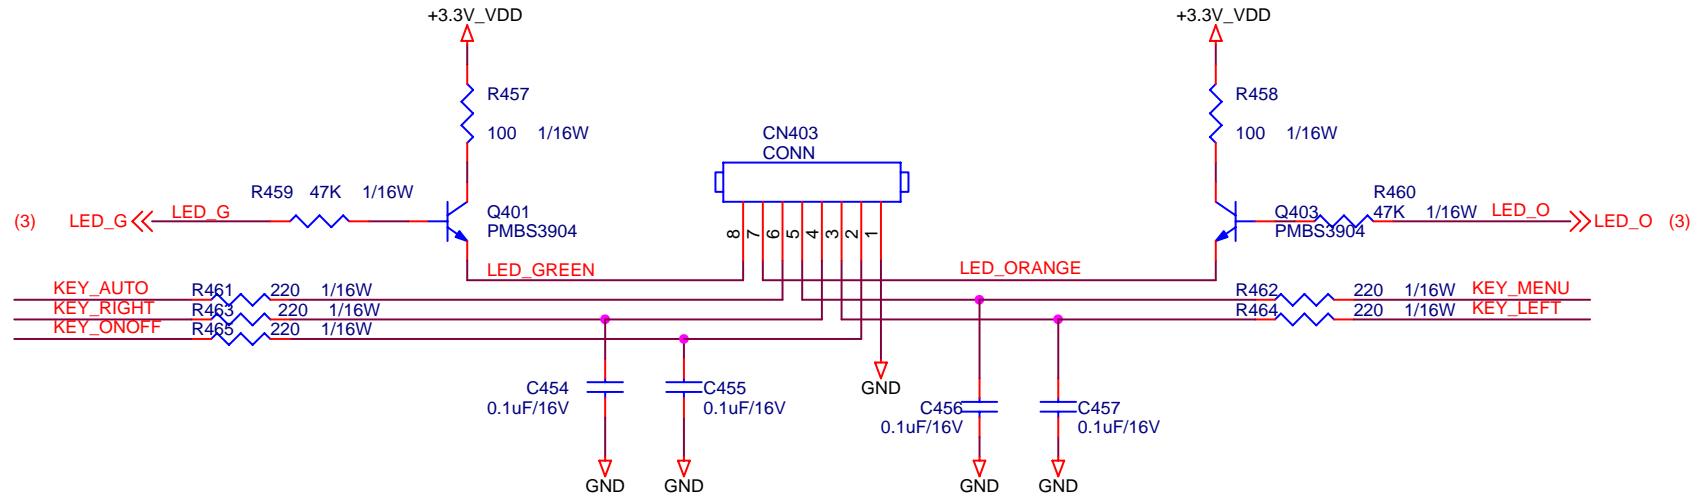 +3.3V_VDD +3.3V_VDD
R457 R458
100 1/16W 100 1/16W
CN403
CONN
R459 47K 1/16W R460
(3) LED_G LED_G Q401 Q403 47K 1/16W LED_O LED_O (3)
PMBS3904 PMBS3904
8 7 6 5 4 3 2 1
LED_GREEN LED_ORANGE
KEY_AUTO R461 220 1/16W R462 220 1/16W KEY_MENU
KEY_RIGHT R463 220 1/16W R464 220 1/16W KEY_LEFT
KEY_ONOFF R465 220 1/16W
C454 C455 GND C456 C457
0.1uF/16V 0.1uF/16V 0.1uF/16V 0.1uF/16V
GND GND GND GND